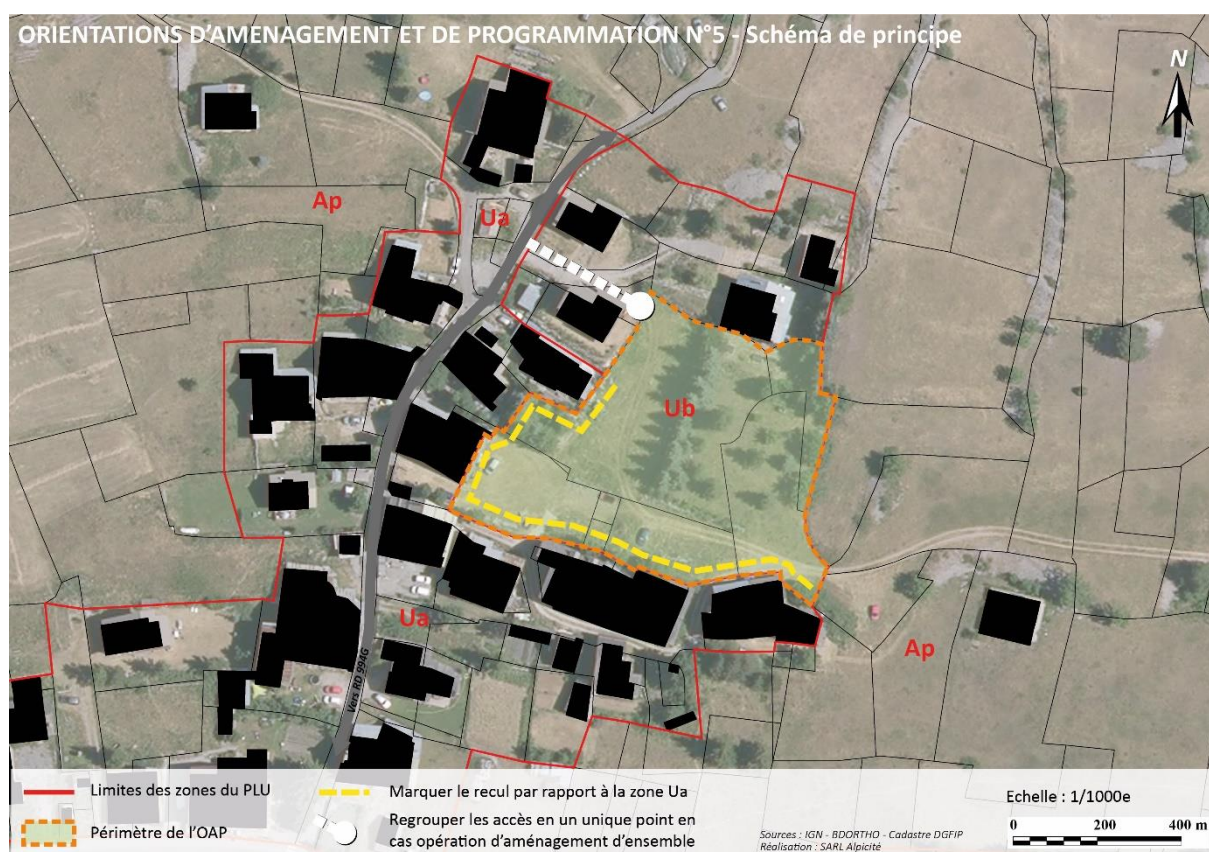 ORIENTATIONS D'AMENAGEMENT ET DE PROGRAMMATION N°5 - Schéma de principe
N
Ap
Ua
Ub
Ua
Ap
Vers RD 994G
Limites des zones du PLU
Périmètre de l'OAP
Marquer le recul par rapport à la zone Ua
Regrouper les accès en un unique point en
cas opération d'aménagement d'ensemble
Sources : IGN - BDORTHO - Cadastre DGFIP
Réalisation : SARL Alpicité
Echelle : 1/1000e
0 200 400 m